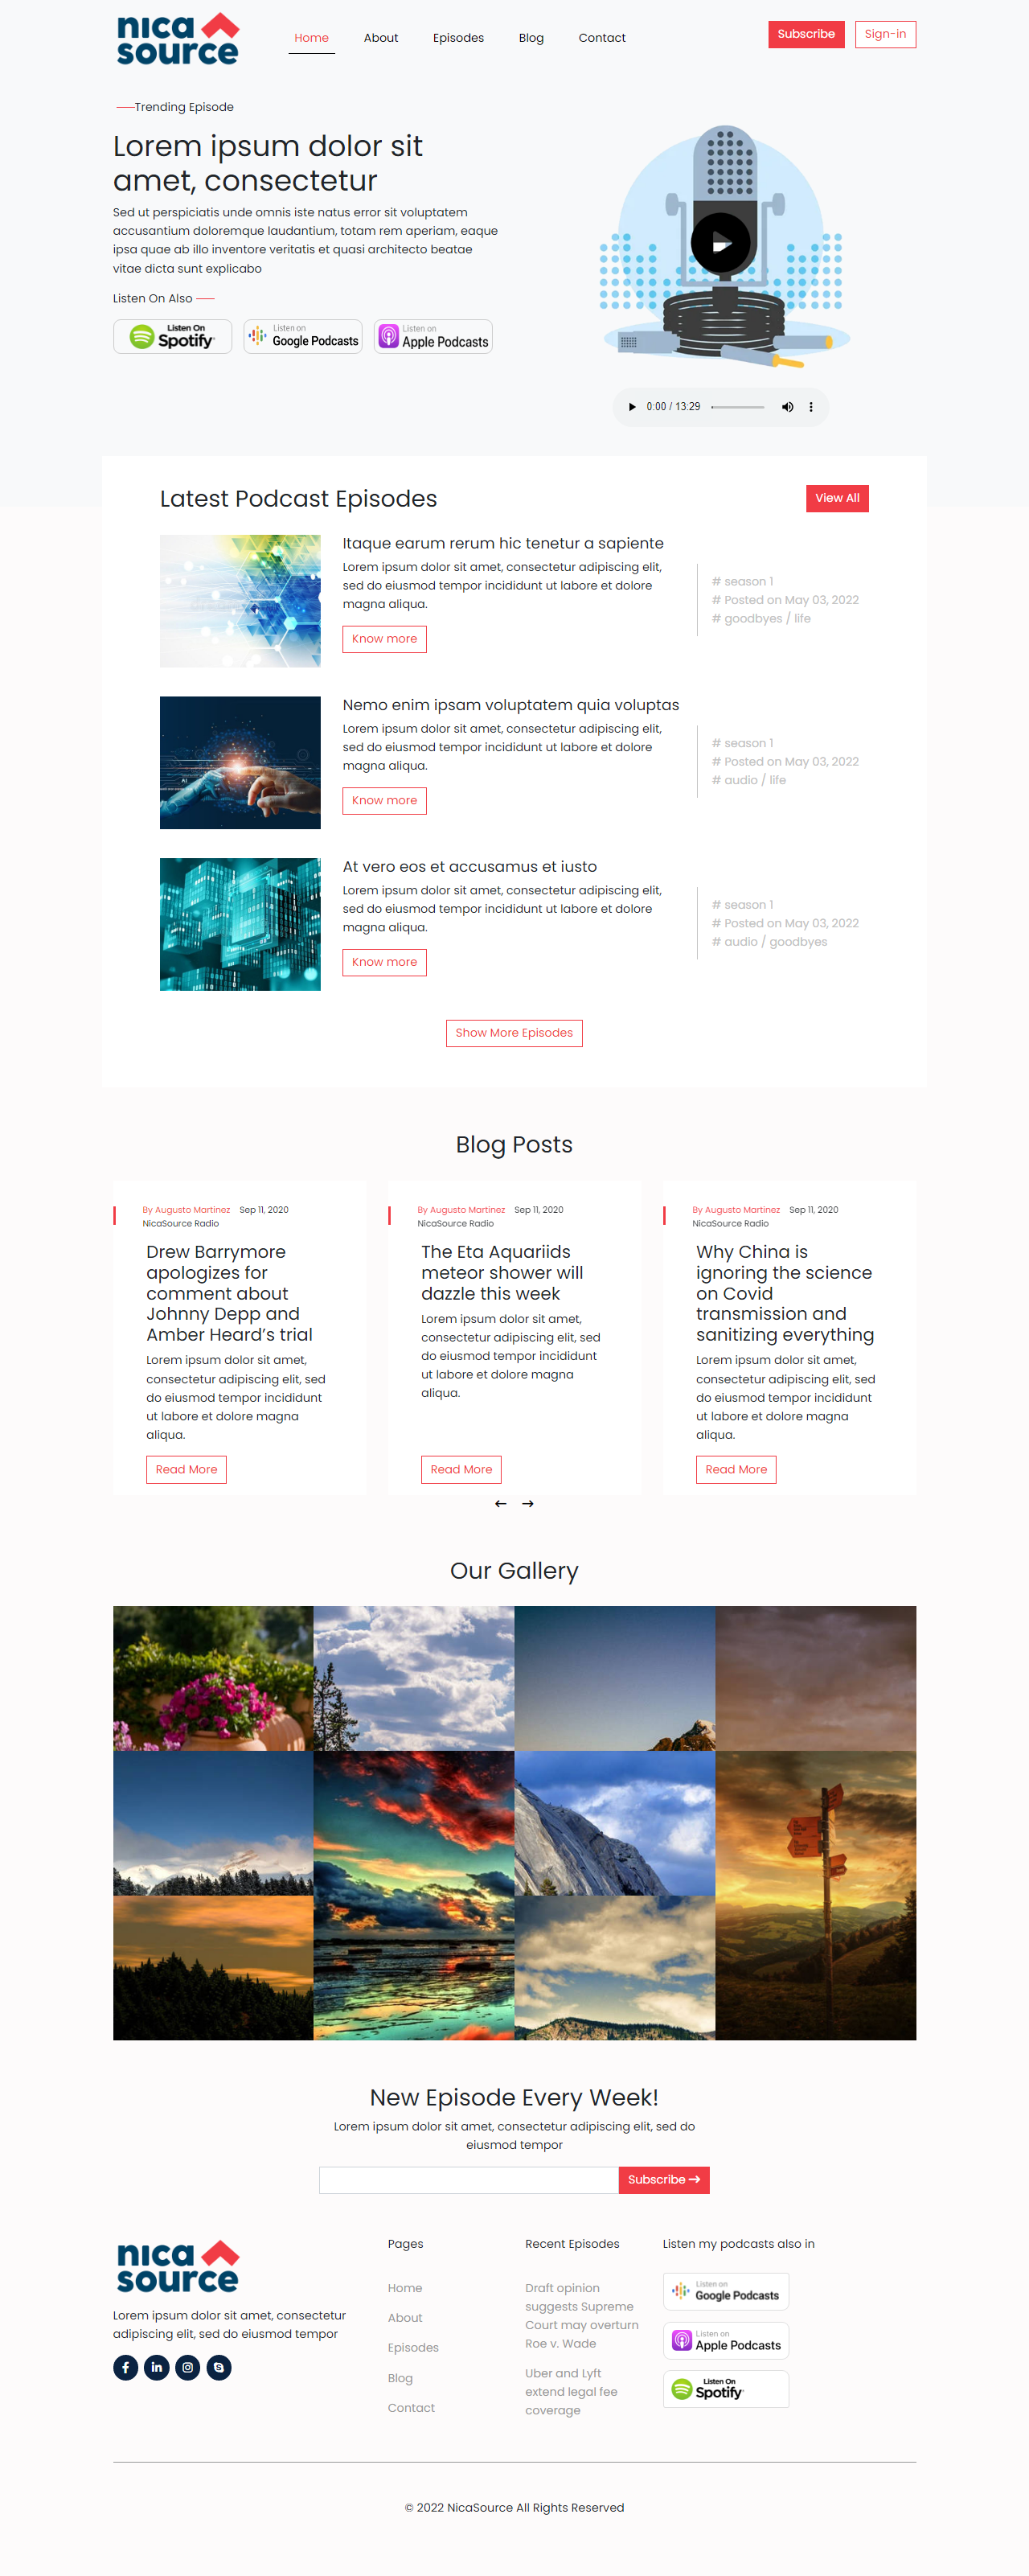 nica
source
Home
About
Episodes
Blog
Contact
Subscribe
Sign-in
Trending Episode
Lorem ipsum dolor sit
amet, consectetur
Sed ut perspiciatis unde omnis iste natus error sit voluptatem
accusantium doloremque laudantium, totam rem aperiam, eaque
ipsa quae ab illo inventore veritatis et quasi architecto beatae
vitae dicta sunt explicabo
Listen On Also
Listen On
Spotify
Listen on
Google Podcasts
Listen on
Apple Podcasts
0:00 / 13:29
Latest Podcast Episodes
View All
Itaque earum rerum hic tenetur a sapiente
Lorem ipsum dolor sit amet, consectetur adipiscing elit,
sed do eiusmod tempor incididunt ut labore et dolore
magna aliqua.
Know more
# season 1
# Posted on May 03, 2022
# goodbyes / life
Nemo enim ipsam voluptatem quia voluptas
Lorem ipsum dolor sit amet, consectetur adipiscing elit,
sed do eiusmod tempor incididunt ut labore et dolore
magna aliqua.
Know more
# season 1
# Posted on May 03, 2022
# audio / life
At vero eos et accusamus et iusto
Lorem ipsum dolor sit amet, consectetur adipiscing elit,
sed do eiusmod tempor incididunt ut labore et dolore
magna aliqua.
Know more
# season 1
# Posted on May 03, 2022
# audio / goodbyes
Show More Episodes
Blog Posts
By Augusto Martinez Sep 11, 2020
NicaSource Radio
Drew Barrymore
apologizes for
comment about
Johnny Depp and
Amber Heard’s trial
Lorem ipsum dolor sit amet,
consectetur adipiscing elit, sed
do eiusmod tempor incididunt
ut labore et dolore magna
aliqua.
Read More
By Augusto Martinez Sep 11, 2020
NicaSource Radio
The Eta Aquariids
meteor shower will
dazzle this week
Lorem ipsum dolor sit amet,
consectetur adipiscing elit, sed
do eiusmod tempor incididunt
ut labore et dolore magna
aliqua.
Read More
By Augusto Martinez Sep 11, 2020
NicaSource Radio
Why China is
ignoring the science
on Covid
transmission and
sanitizing everything
Lorem ipsum dolor sit amet,
consectetur adipiscing elit, sed
do eiusmod tempor incididunt
ut labore et dolore magna
aliqua.
Read More
Our Gallery
New Episode Every Week!
Lorem ipsum dolor sit amet, consectetur adipiscing elit, sed do
eiusmod tempor
Subscribe
nica
source
Lorem ipsum dolor sit amet, consectetur
adipiscing elit, sed do eiusmod tempor
Pages
Home
About
Episodes
Blog
Contact
Recent Episodes
Draft opinion
suggests Supreme
Court may overturn
Roe v. Wade
Uber and Lyft
extend legal fee
coverage
Listen my podcasts also in
Listen on
Google Podcasts
Listen on
Apple Podcasts
Listen On
Spotify
© 2022 NicaSource All Rights Reserved